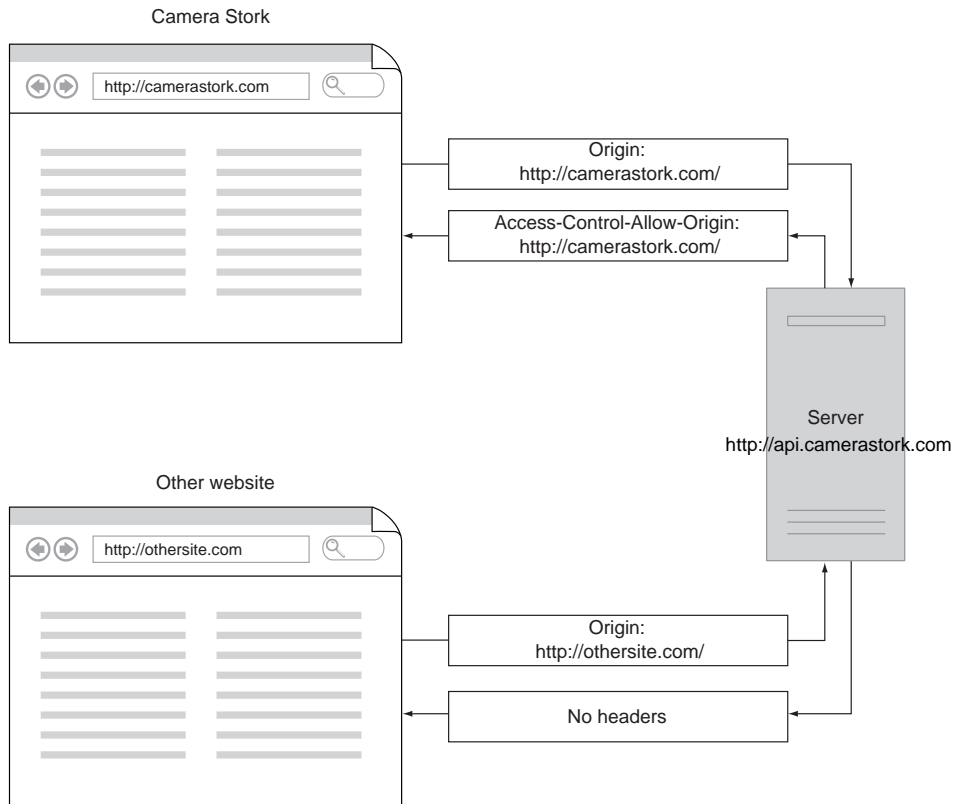 Camera Stork
http://camerastork.com
Origin:
http://camerastork.com/
Access-Control-Allow-Origin:
http://camerastork.com/
Server
http://api.camerastork.com
Other website
http://othersite.com
Origin:
http://othersite.com/
No headers